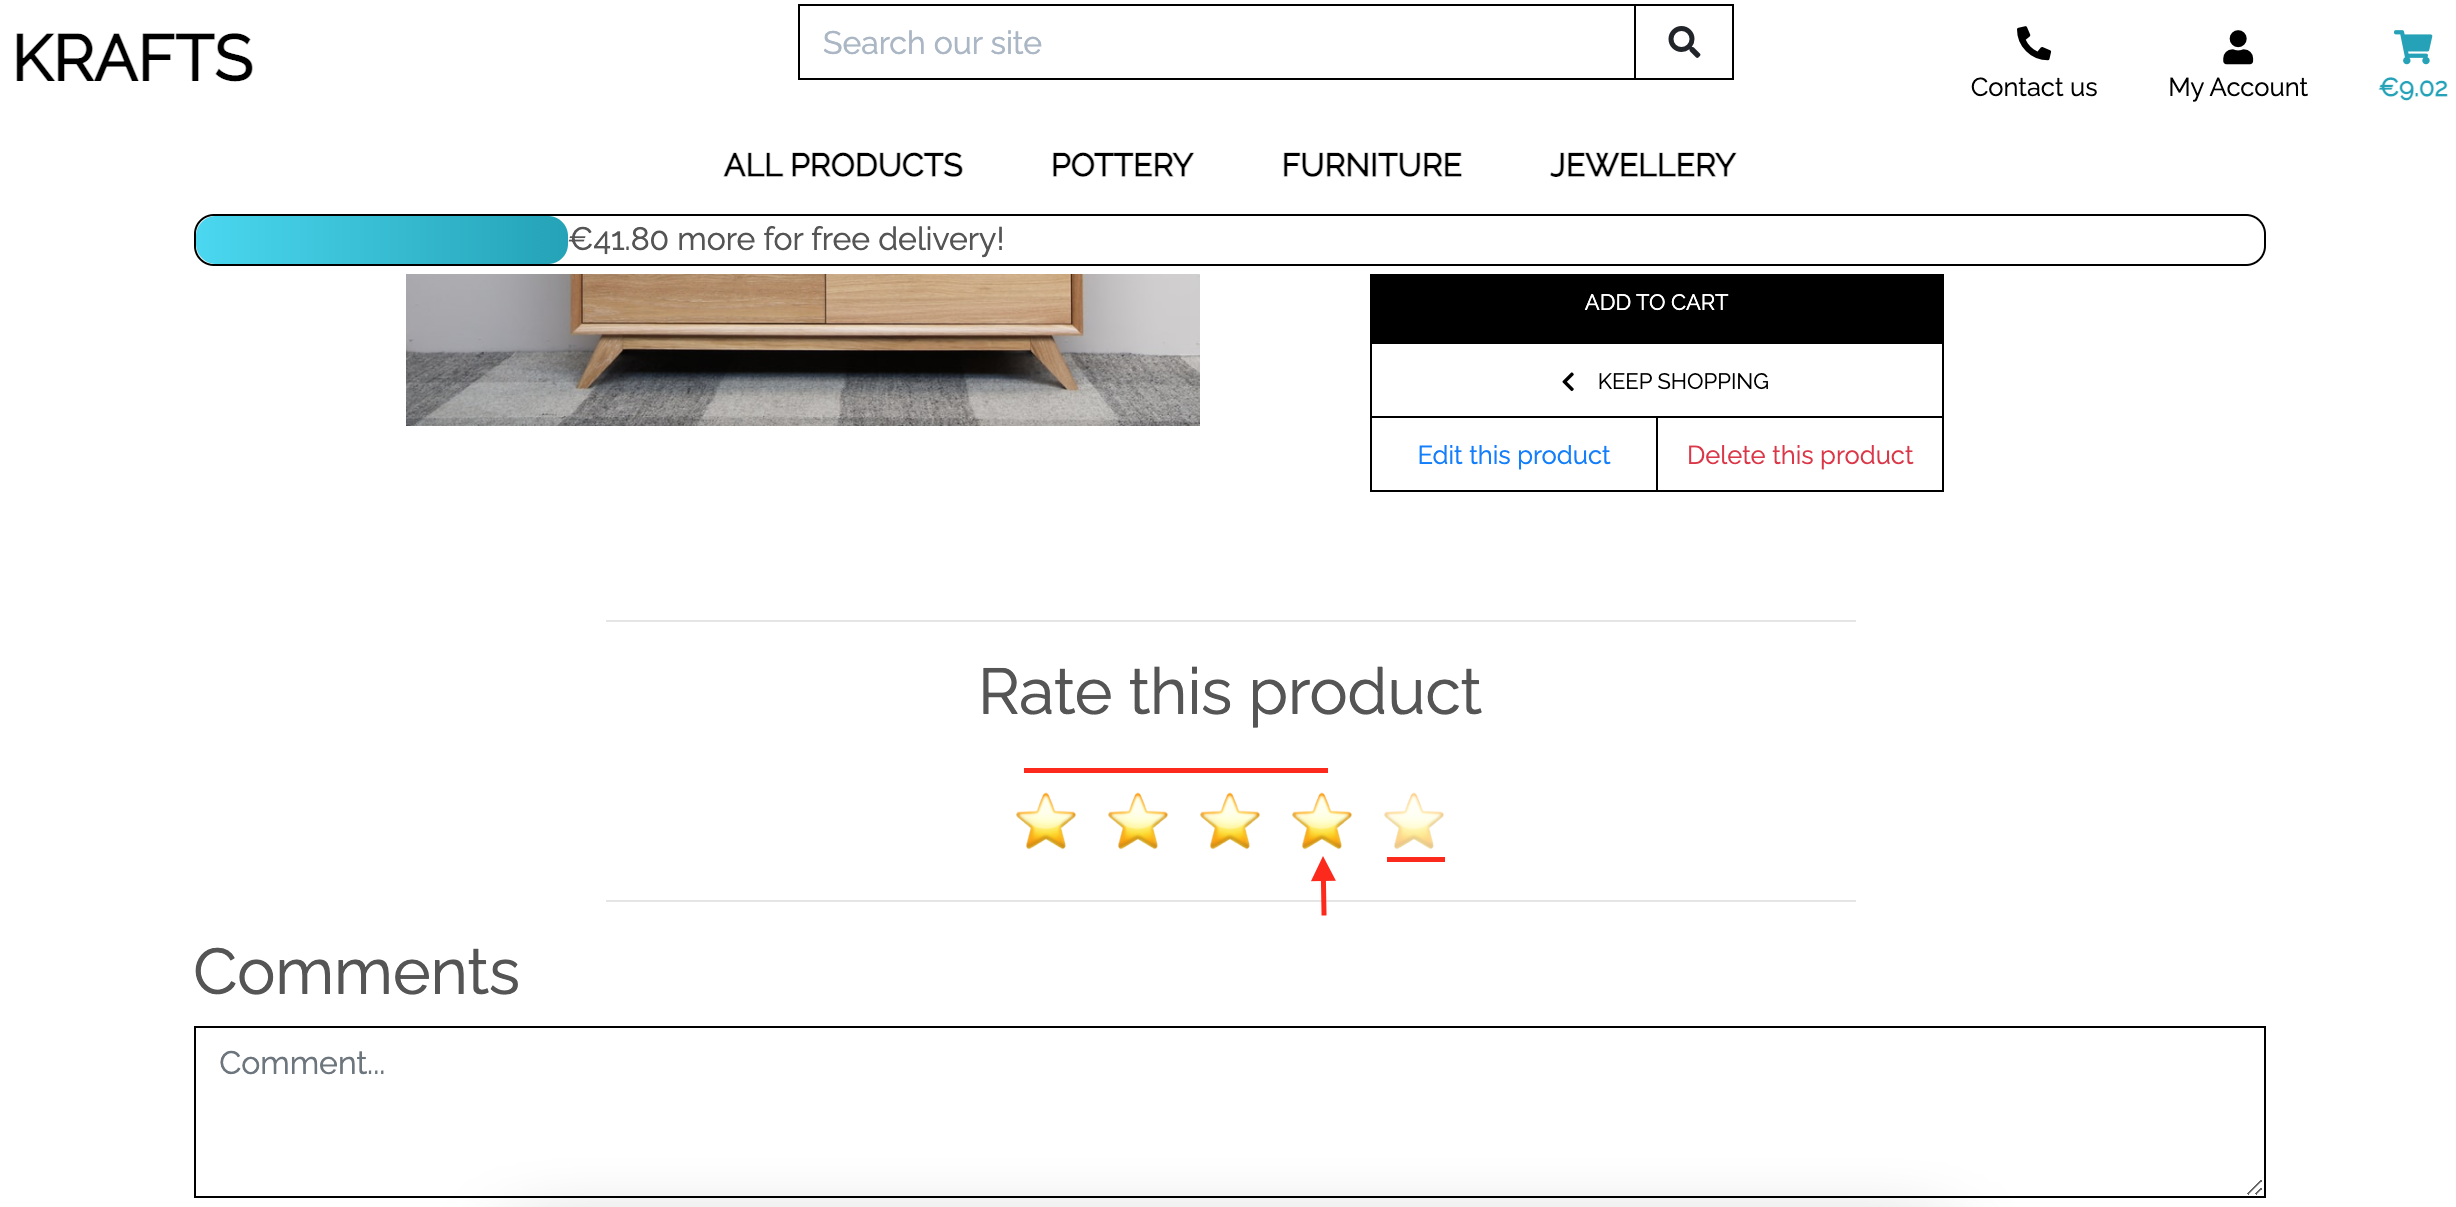 KRAFTS
Search our site
Contact us
My Account
€9.02
ALL PRODUCTS POTTERY FURNITURE JEWELLERY
€41.80 more for free delivery!
ADD TO CART
KEEP SHOPPING
Edit this product
Delete this product
Rate this product
Comments
Comment...